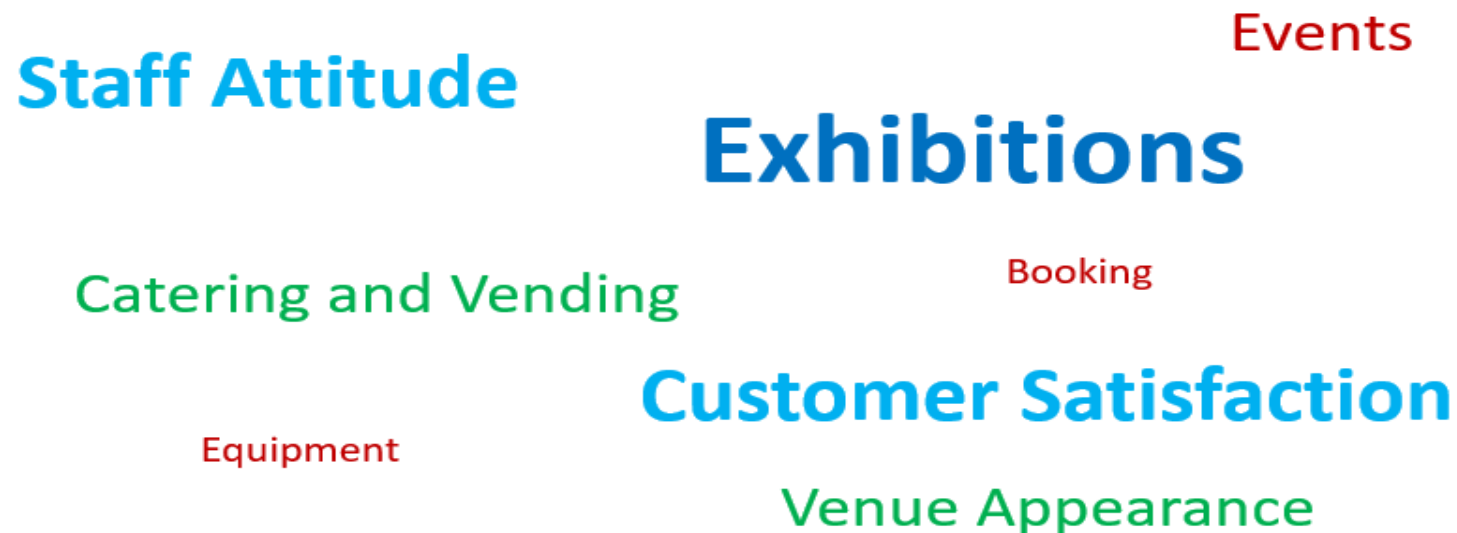 Events
Staff Attitude
Exhibitions
Booking
Catering and Vending
Customer Satisfaction
Equipment
Venue Appearance